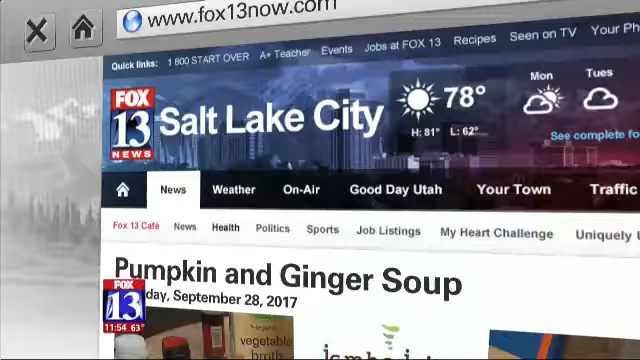 www.fox13now.com
Quick links: 1 800 START OVER A+ Teacher Events Jobs at FOX 13 Recipes Seen on TV Your Ph
FOX 13 NEWS Salt Lake City
78°
H: 81° L: 62°
Mon Tues
See complete fo
News Weather On-Air Good Day Utah Your Town Traffic
Fox 13 Café News Health Politics Sports Job Listings My Heart Challenge Uniquely
Pumpkin and Ginger Soup
day, September 28, 2017
FOX 13
11:54 63°
vegetable
broth